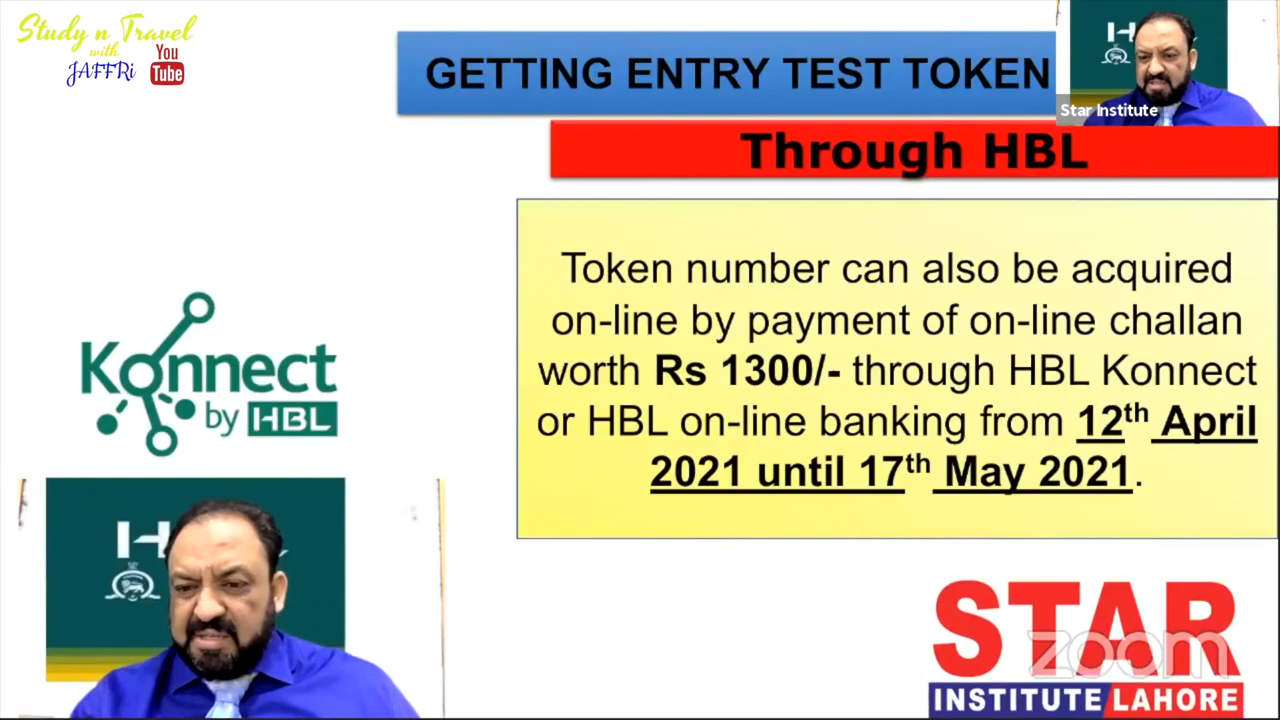 Study n Travel
with
JAFFRi
You
Tube
GETTING ENTRY TEST TOKEN
Star Institute
Through HBL
Token number can also be acquired
on-line by payment of on-line challan
worth Rs 1300/- through HBL Konnect
or HBL on-line banking from 12th April
2021 until 17th May 2021.
Konnect
by HBL
STAR
zoom
INSTITUTE LAHORE